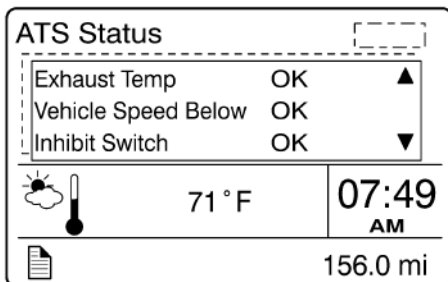 ATS Status
Exhaust Temp OK
Vehicle Speed Below OK
Inhibit Switch OK
71°F
07:49
AM
156.0 mi